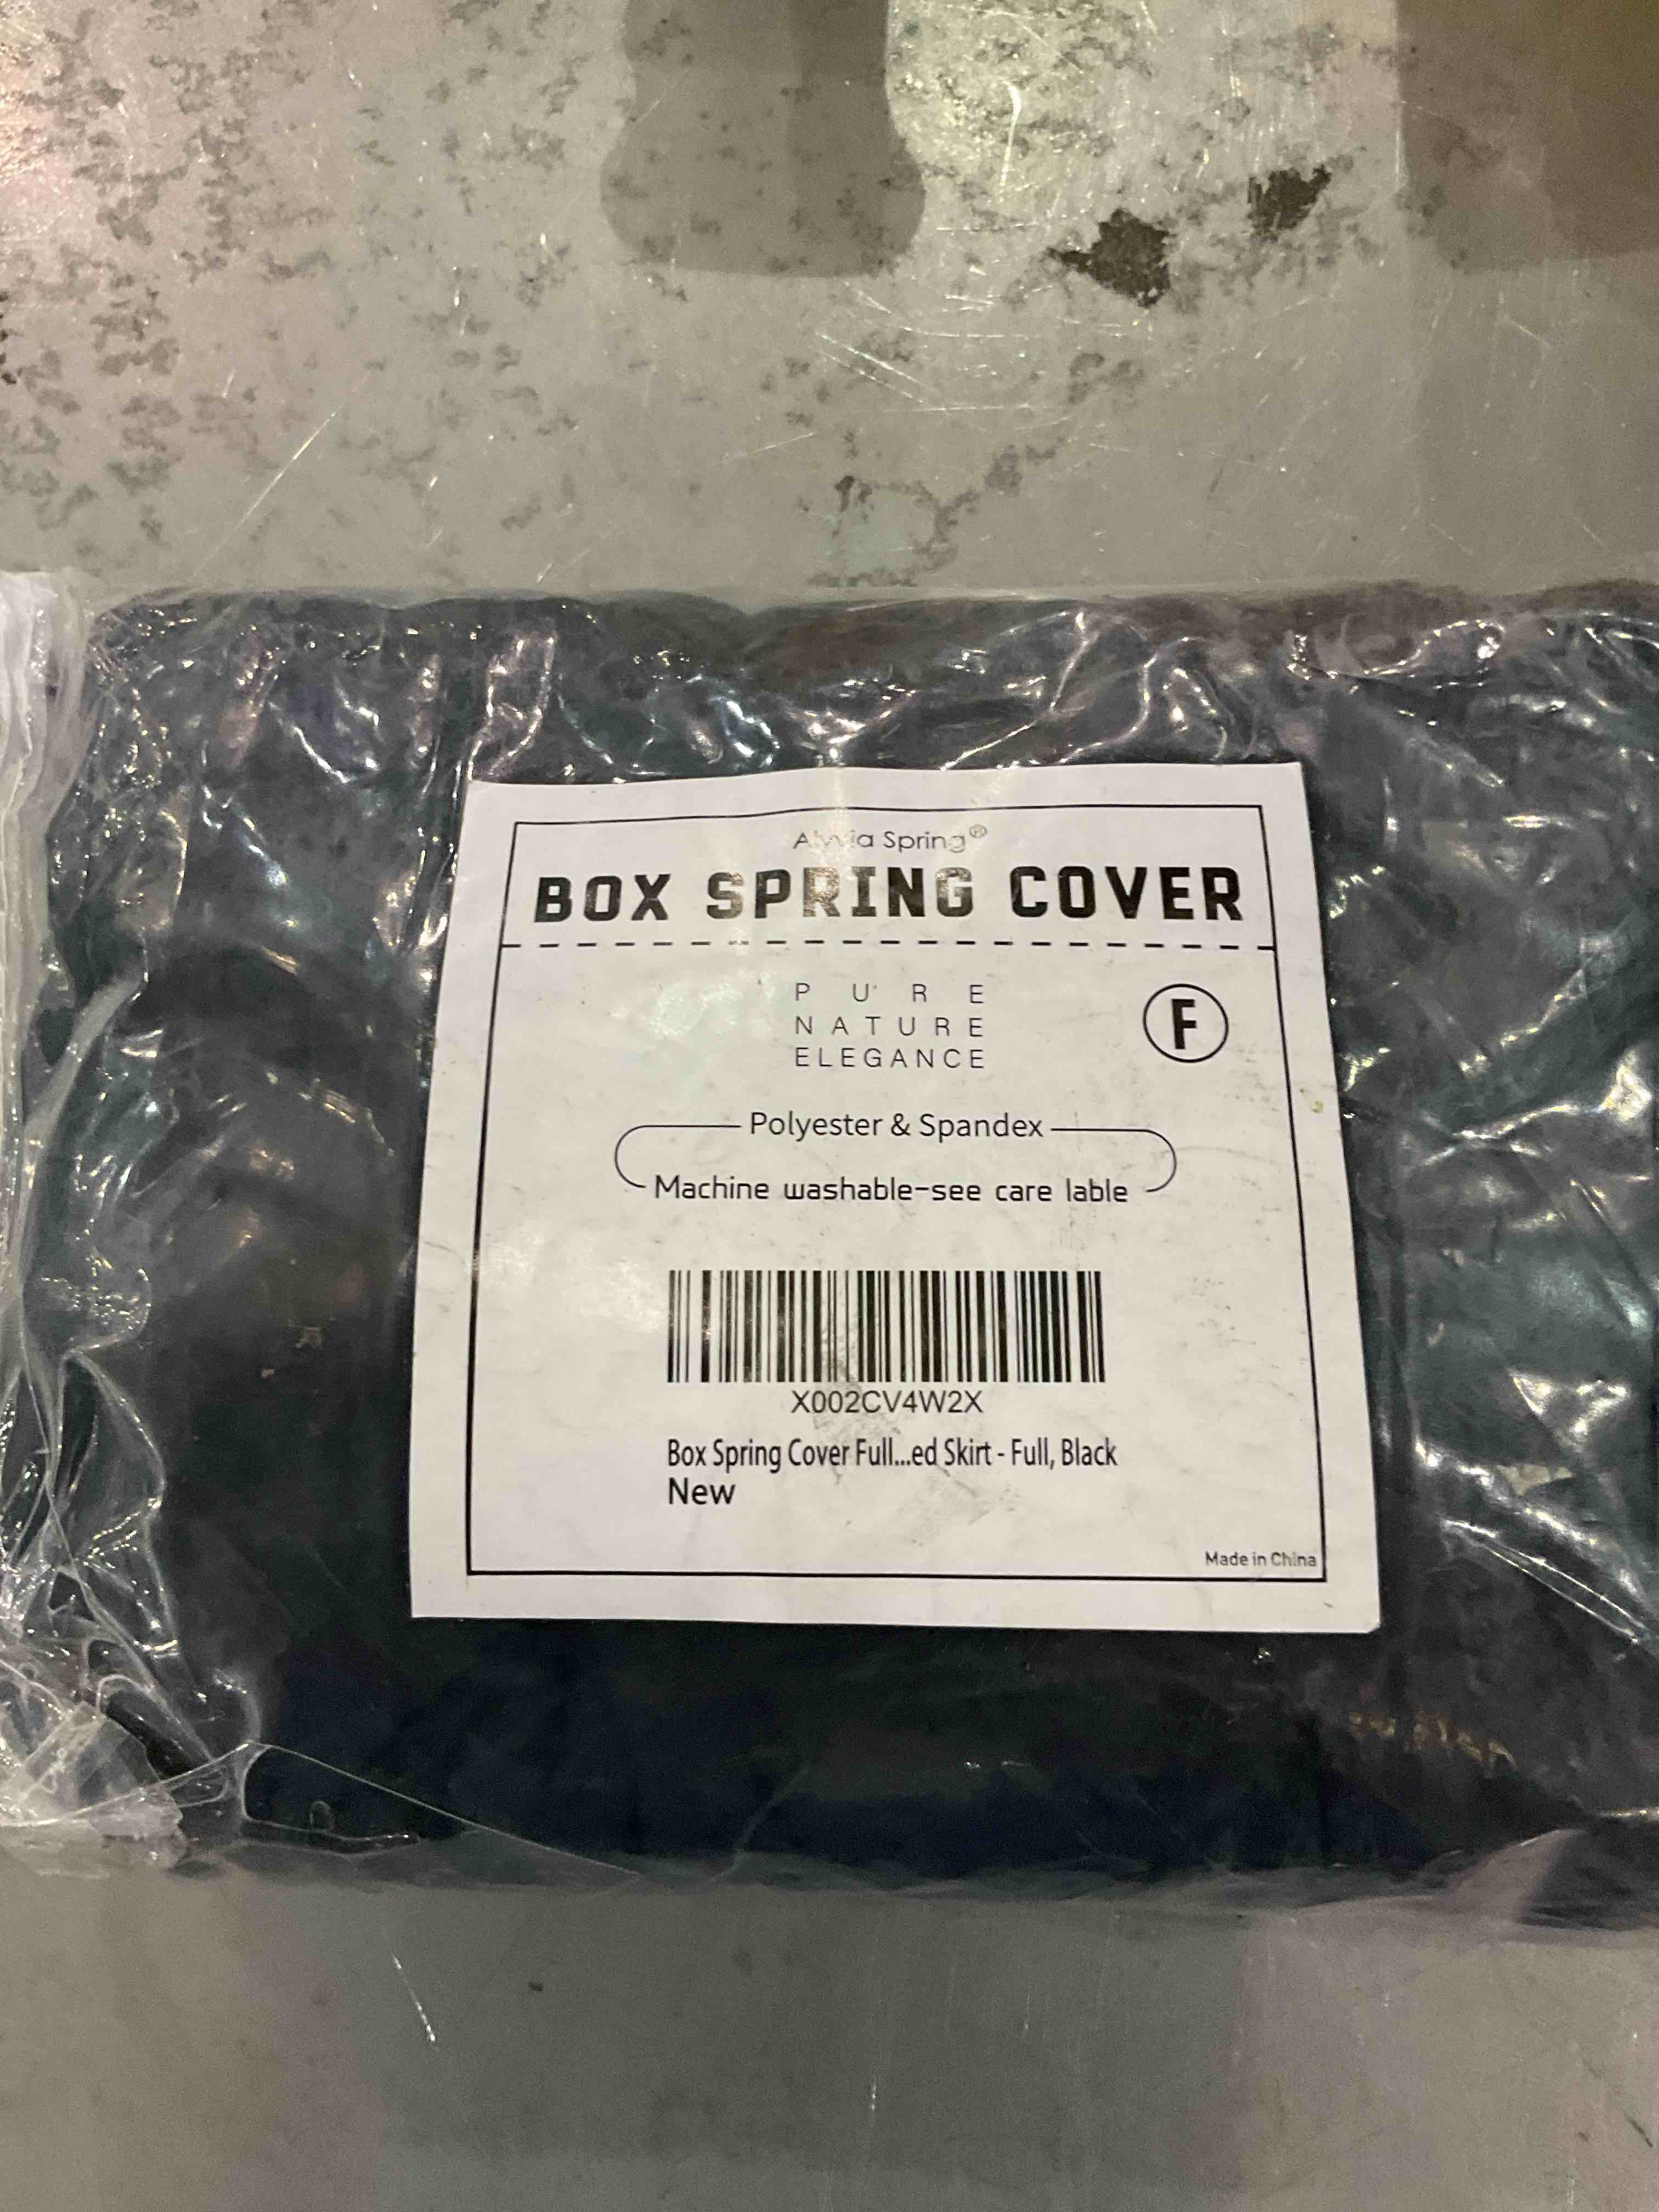 Alvvia Spring®
BOX SPRING COVER
PURE
NATURE
ELEGANCE
F
Polyester & Spandex
Machine washable-see care lable
X002CV4W2X
Box Spring Cover Full...ed Skirt - Full, Black
New
Made in China